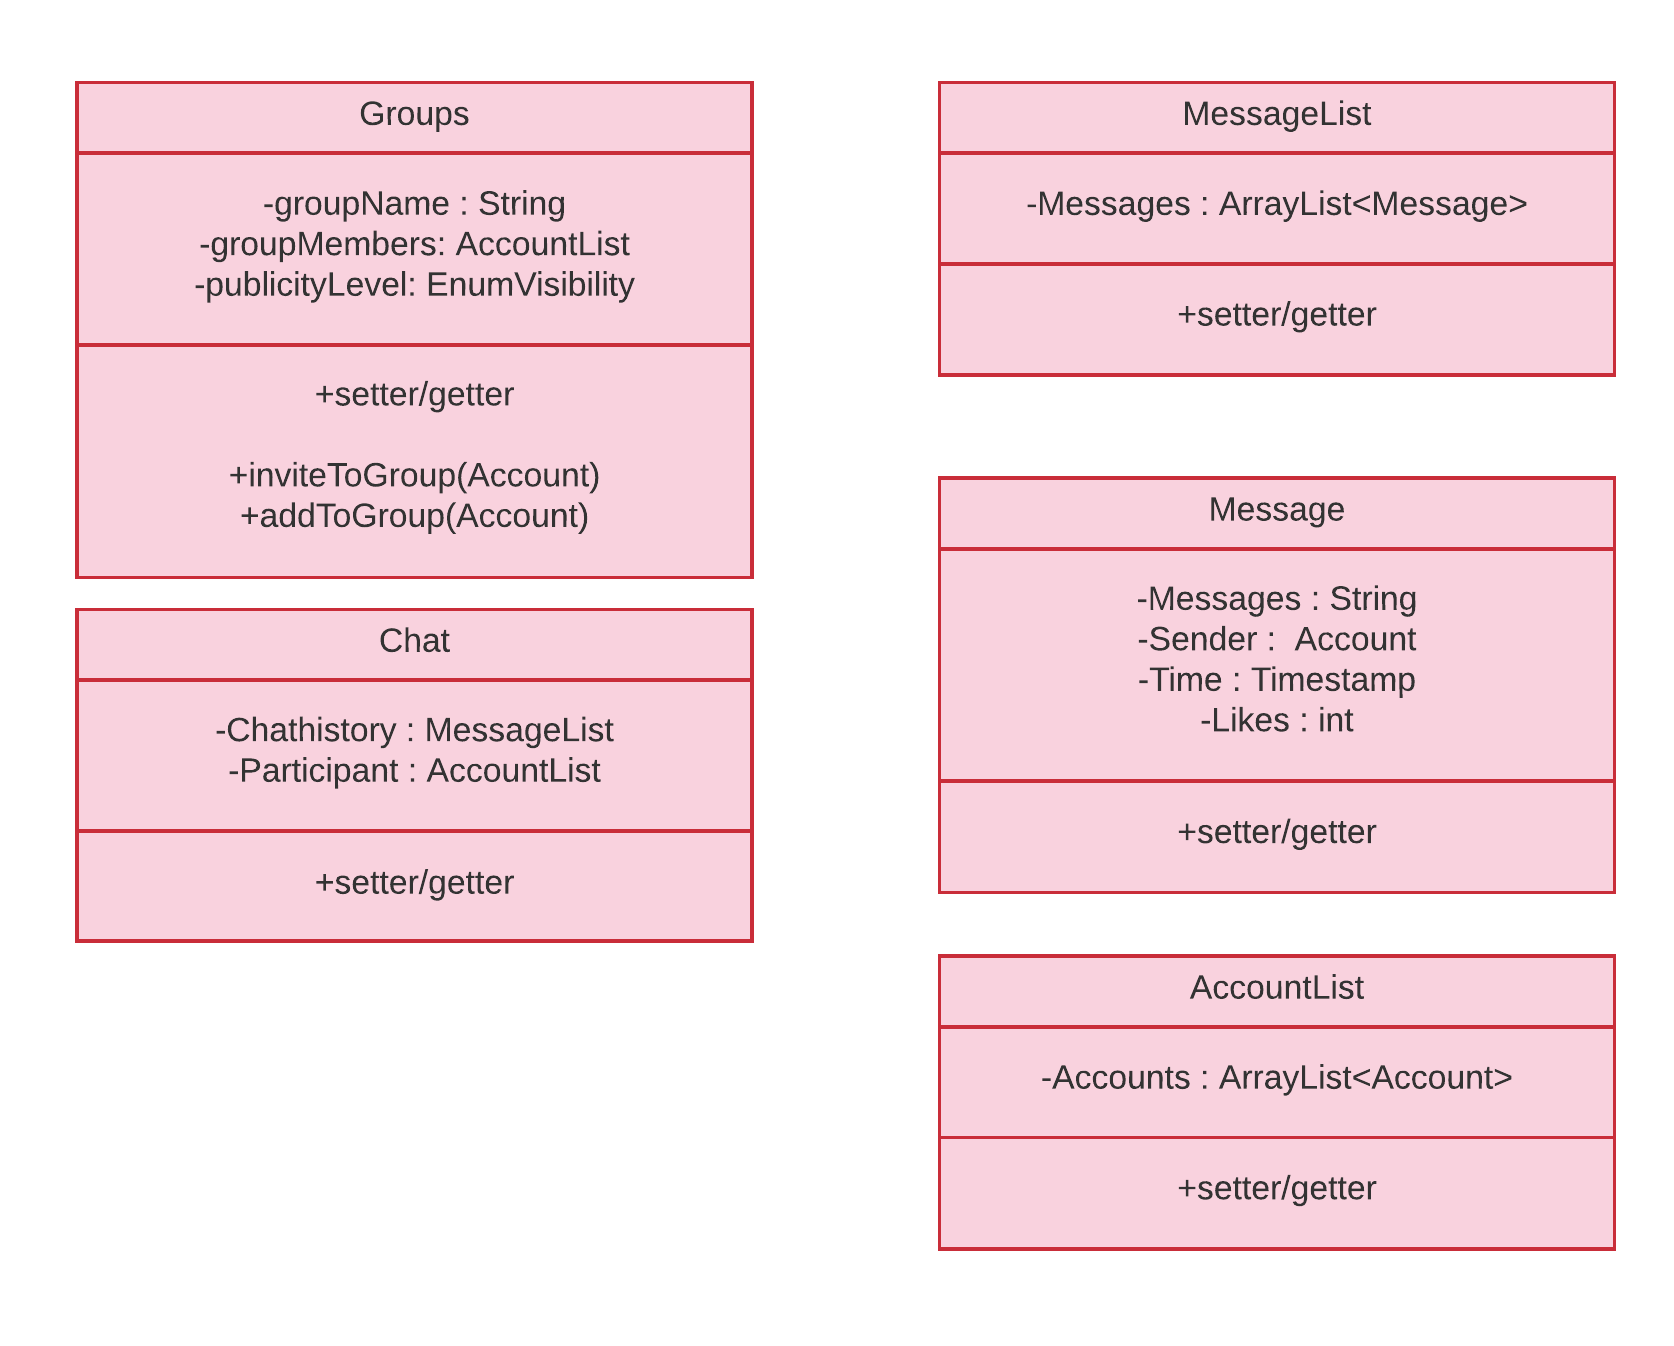 Groups
-groupName : String
-groupMembers: AccountList
-publicityLevel: EnumVisibility
+setter/getter
+inviteToGroup(Account)
+addToGroup(Account)
Chat
-Chathistory : MessageList
-Participant : AccountList
+setter/getter
MessageList
-Messages : ArrayList<Message>
+setter/getter
Message
-Messages : String
-Sender :  Account
-Time : Timestamp
-Likes : int
+setter/getter
AccountList
-Accounts : ArrayList<Account>
+setter/getter